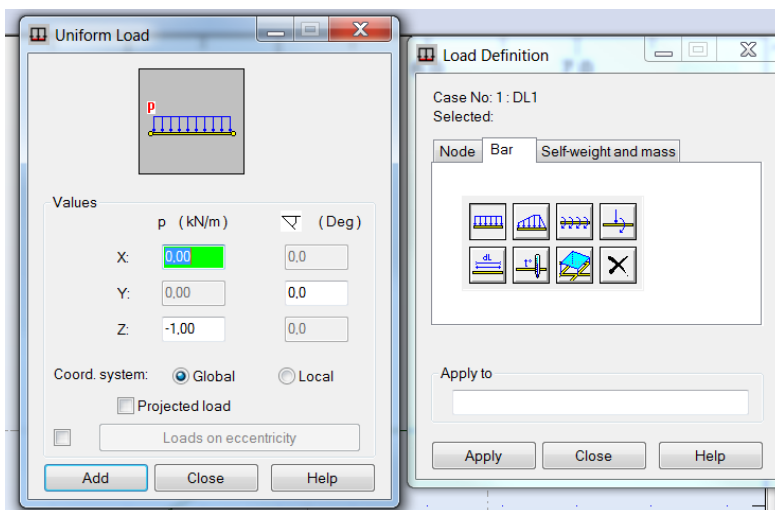 Uniform Load
p
Values
p (kN/m) (Deg)
X: 0,00 0,0
Y: 0,00 0,0
Z: -1,00 0,0
Coord. system: Global Local
Projected load
Loads on eccentricity
Add Close Help
Load Definition
Case No: 1 : DL1
Selected:
Node Bar Self-weight and mass
dL t°
Apply to
Apply Close Help